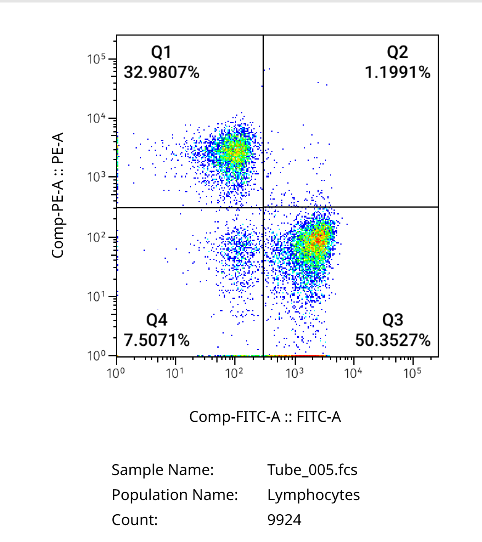 Q1
32.9807%
Q2
1.1991%
Q4
7.5071%
Q3
50.3527%
10⁵
10⁴
10³
10²
10¹
10⁰
Comp-PE-A :: PE-A
10⁰ 10¹ 10² 10³ 10⁴ 10⁵
Comp-FITC-A :: FITC-A
Sample Name: Tube_005.fcs
Population Name: Lymphocytes
Count: 9924